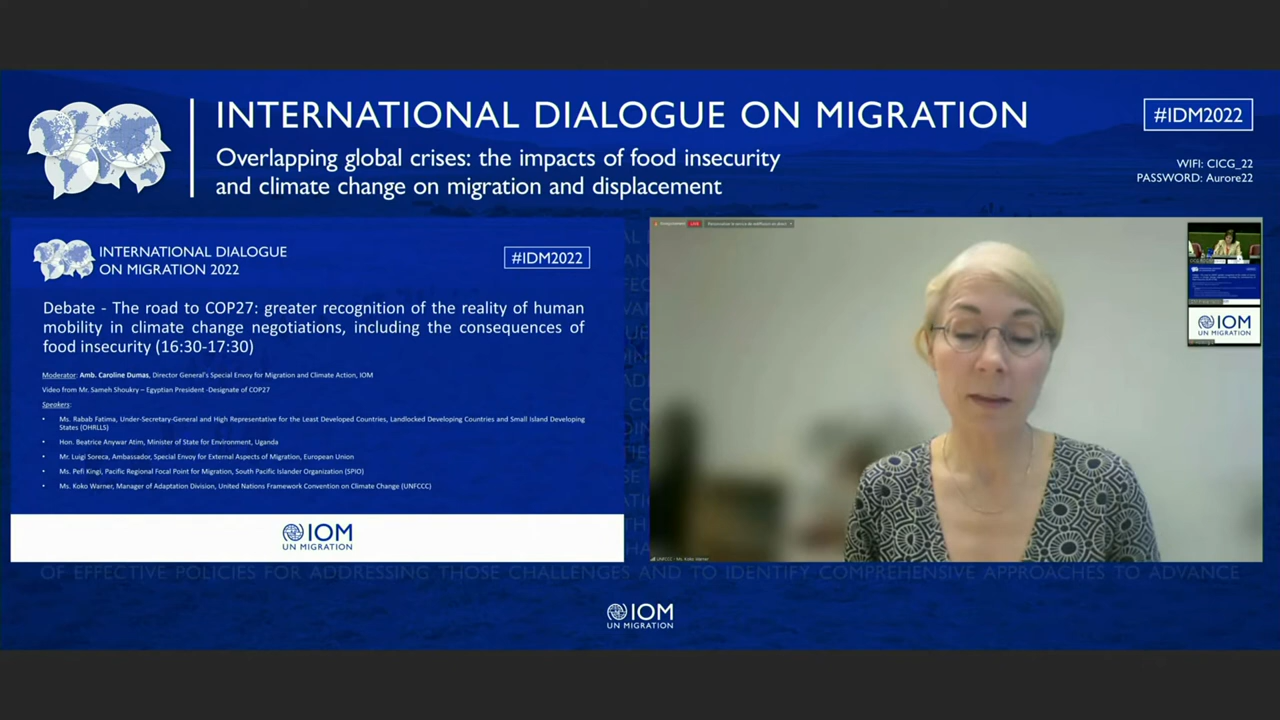 INTERNATIONAL DIALOGUE ON MIGRATION
Overlapping global crises: the impacts of food insecurity
and climate change on migration and displacement
#IDM2022
WIFI: CICG_22
PASSWORD: Aurore22
INTERNATIONAL DIALOGUE
ON MIGRATION 2022
#IDM2022
Debate - The road to COP27: greater recognition of the reality of human
mobility in climate change negotiations, including the consequences of
food insecurity (16:30-17:30)
Moderator: Amb. Caroline Dumas, Director General's Special Envoy for Migration and Climate Action, IOM
Video from Mr. Sameh Shoukry – Egyptian President -Designate of COP27
Speakers:
• Ms. Rabab Fatima, Under-Secretary-General and High Representative for the Least Developed Countries, Landlocked Developing Countries and Small Island Developing
States (OHRLLS)
• Hon. Beatrice Anywar Atim, Minister of State for Environment, Uganda
• Mr. Luigi Soreca, Ambassador, Special Envoy for External Aspects of Migration, European Union
• Ms. Pefi Kingi, Pacific Regional Focal Point for Migration, South Pacific Islander Organization (SPIO)
• Ms. Koko Warner, Manager of Adaptation Division, United Nations Framework Convention on Climate Change (UNFCCC)
IOM
UN MIGRATION
LIVE
IOM
UN MIGRATION
UNFCCC - Ms. Koko Warner
OF EFFECTIVE POLICIES FOR ADDRESSING THOSE CHALLENGES AND TO IDENTIFY COMPREHENSIVE APPROACHES TO ADVANCE
IOM
UN MIGRATION